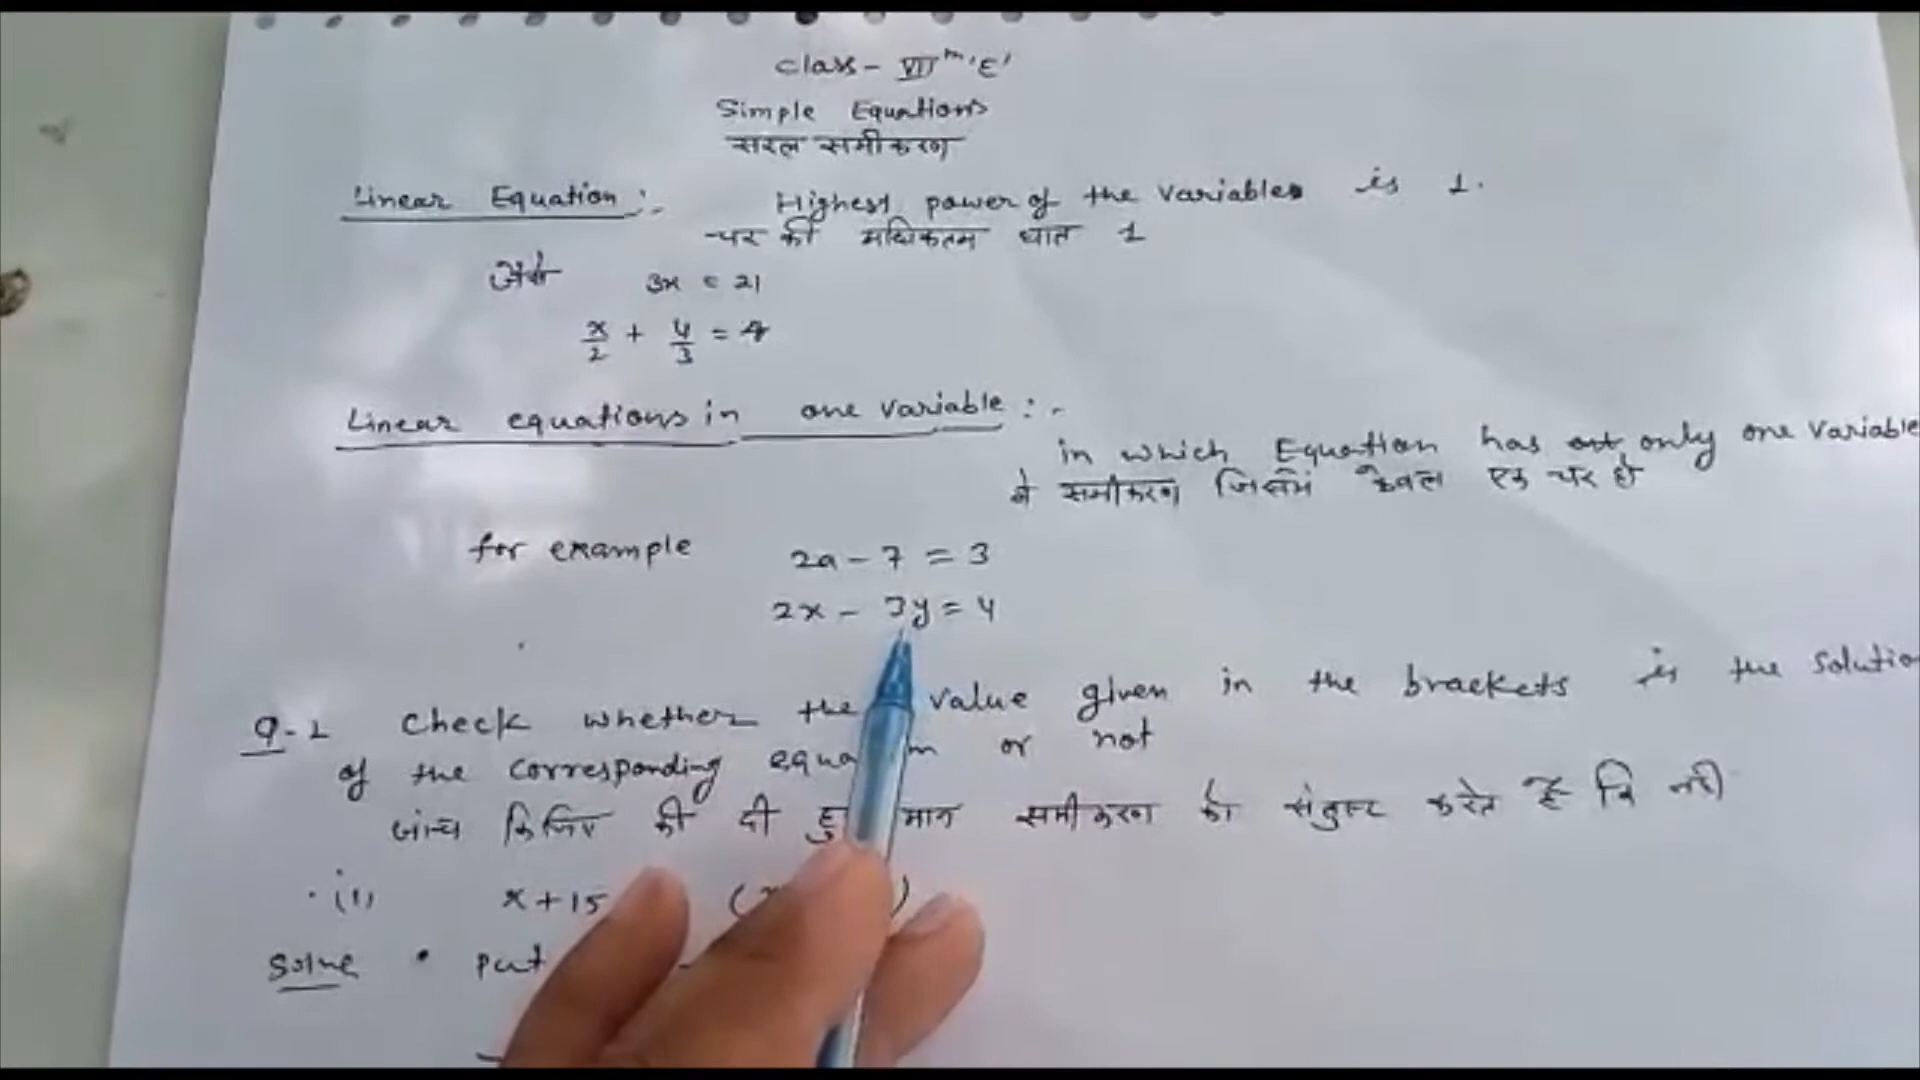 Class - VII th 'E'
Simple Equations
सरल समीकरण
Linear Equation :- Highest power of the variables is 1.
चर की अधिकतम घात 1
जैसे 3x = 21
x/2 + 4/3 = 4
Linear equations in one variable :-
in which Equation has only one variable
वे समीकरण जिसमें केवल एक चर हो
for example 2a - 7 = 3
2x - 3y = 4
Q-1 Check whether the value given in the brackets is the solutio
of the corresponding equa n or not
जांच किजिए की दी हु मान समीकरण को संतुष्ट करते हैं कि नहीं
(i) x + 15 ( )
Solve • put